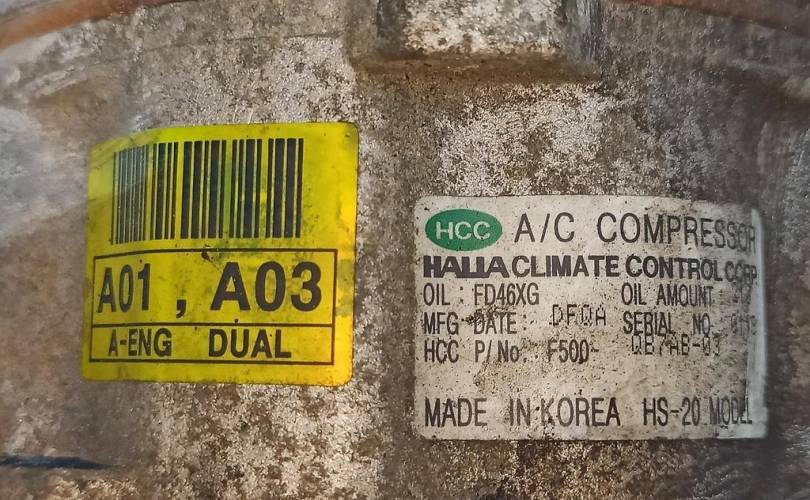 A01 , A03
A-ENG DUAL
HCC A/C COMPRESSOR
HALLA CLIMATE CONTROL CORP.
OIL : FD46XG OIL AMOUNT
MFG DATE : DFQA SERIAL NO
HCC P/No. F500-
MADE IN KOREA HS-20 MODEL